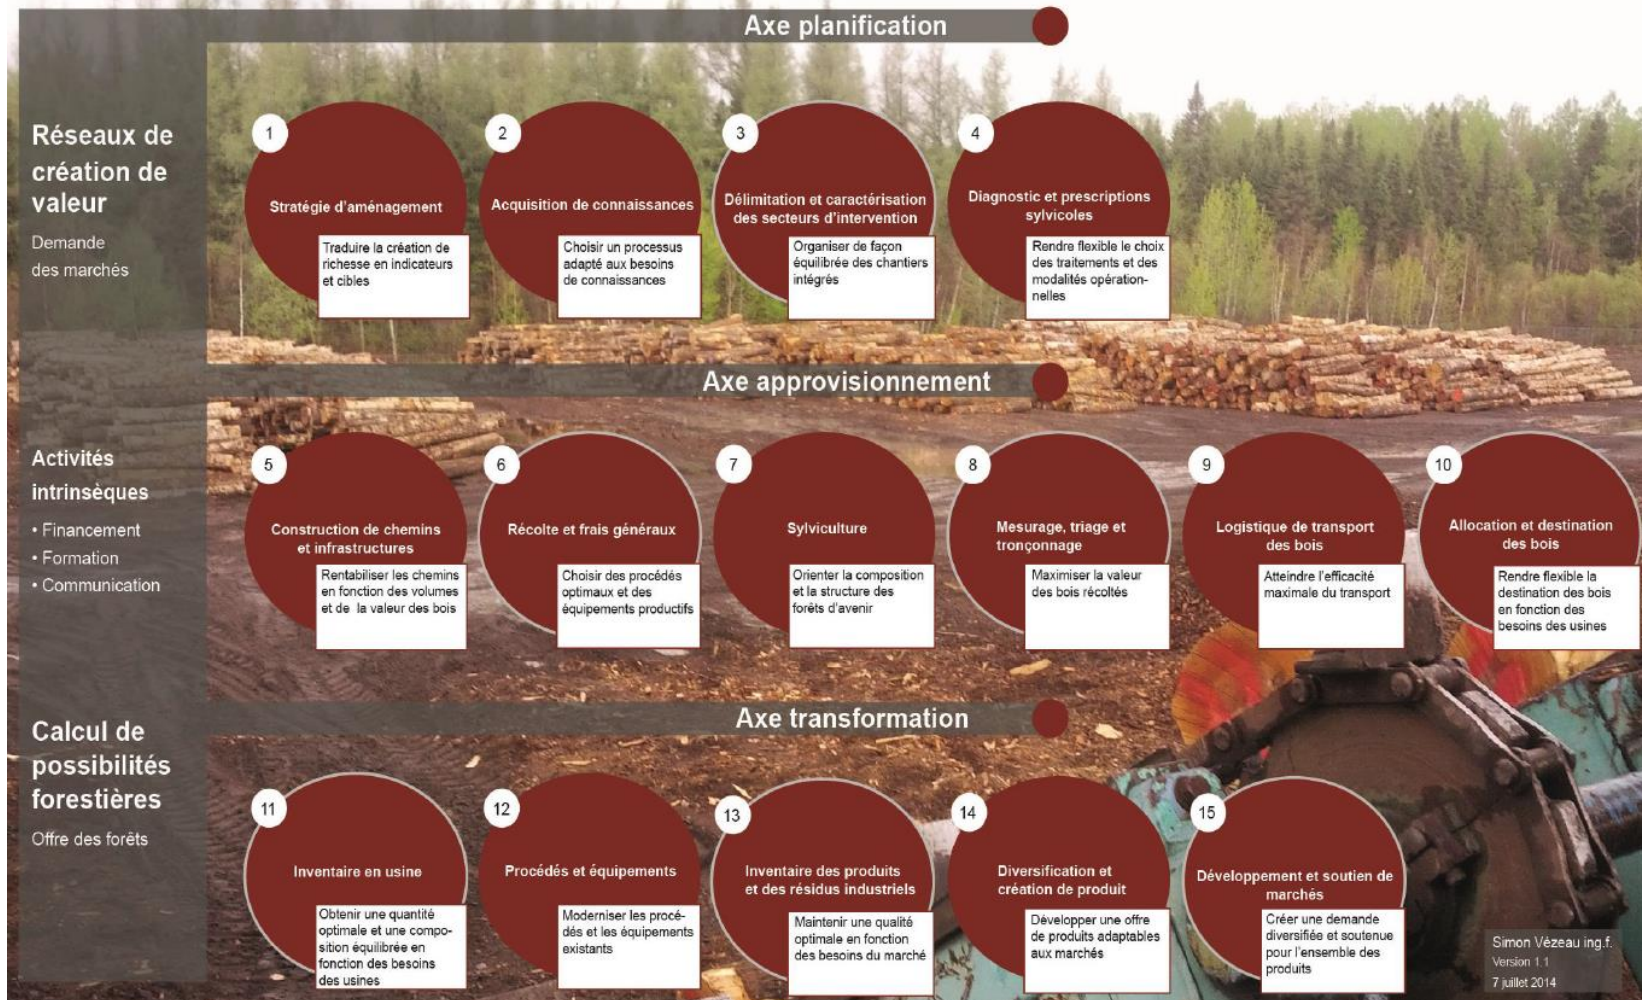 Axe planification
Réseaux de
création de
valeur
Demande
des marchés
1
Stratégie d'aménagement
Traduire la création de
richesse en indicateurs
et cibles
2
Acquisition de connaissances
Choisir un processus
adapté aux besoins
de connaissances
3
Délimitation et caractérisation
des secteurs d'intervention
Organiser de façon
équilibrée des chantiers
intégrés
4
Diagnostic et prescriptions
sylvicoles
Rendre flexible le choix
des traitements et des
modalités opération-
nelles
Axe approvisionnement
Activités
intrinsèques
• Financement
• Formation
• Communication
5
Construction de chemins
et infrastructures
Rentabiliser les chemins
en fonction des volumes
et de la valeur des bois
6
Récolte et frais généraux
Choisir des procédés
optimaux et des
équipements productifs
7
Sylviculture
Orienter la composition
et la structure des
forêts d'avenir
8
Mesurage, triage et
tronçonnage
Maximiser la valeur
des bois récoltés
9
Logistique de transport
des bois
Atteindre l'efficacité
maximale du transport
10
Allocation et destination
des bois
Rendre flexible la
destination des bois
en fonction des
besoins des usines
Axe transformation
Calcul de
possibilités
forestières
Offre des forêts
11
Inventaire en usine
Obtenir une quantité
optimale et une compo-
sition équilibrée en
fonction des besoins
des usines
12
Procédés et équipements
Moderniser les procé-
dés et les équipements
existants
13
Inventaire des produits
et des résidus industriels
Maintenir une qualité
optimale en fonction
des besoins du marché
14
Diversification et
création de produit
Développer une offre
de produits adaptables
aux marchés
15
Développement et soutien de
marchés
Créer une demande
diversifiée et soutenue
pour l'ensemble des
produits
Simon Vézeau ing.f.
Version 1.1
7 juillet 2014